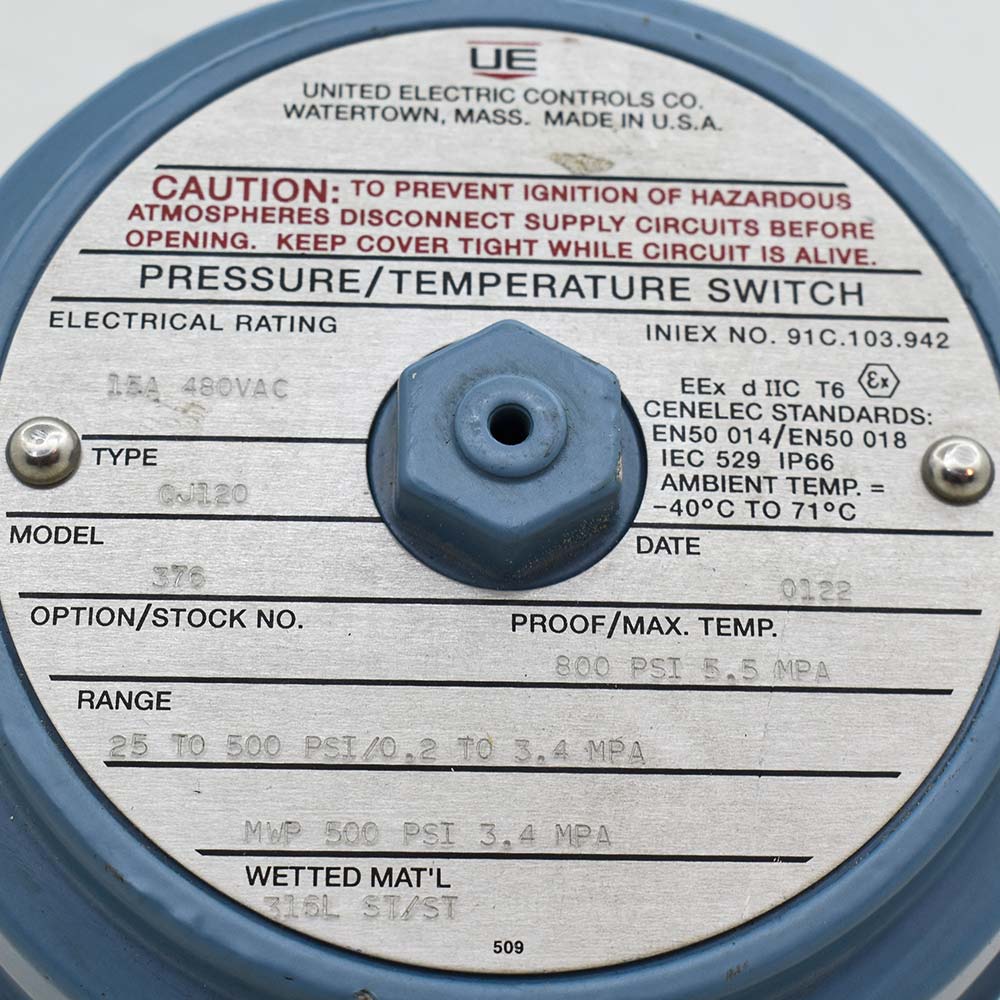 UE
UNITED ELECTRIC CONTROLS CO.
WATERTOWN, MASS. MADE IN U.S.A.
CAUTION: TO PREVENT IGNITION OF HAZARDOUS
ATMOSPHERES DISCONNECT SUPPLY CIRCUITS BEFORE
OPENING. KEEP COVER TIGHT WHILE CIRCUIT IS ALIVE.
PRESSURE/TEMPERATURE SWITCH
ELECTRICAL RATING
15A 480VAC
INIEX NO. 91C.103.942
EEx d IIC T6 Ex
CENELEC STANDARDS:
EN50 014/EN50 018
IEC 529 IP66
AMBIENT TEMP. =
-40°C TO 71°C
TYPE
CJ120
MODEL
376
DATE
0122
OPTION/STOCK NO.
PROOF/MAX. TEMP.
800 PSI 5.5 MPA
RANGE
25 TO 500 PSI/0.2 TO 3.4 MPA
MWP 500 PSI 3.4 MPA
WETTED MAT'L
316L ST/ST
509